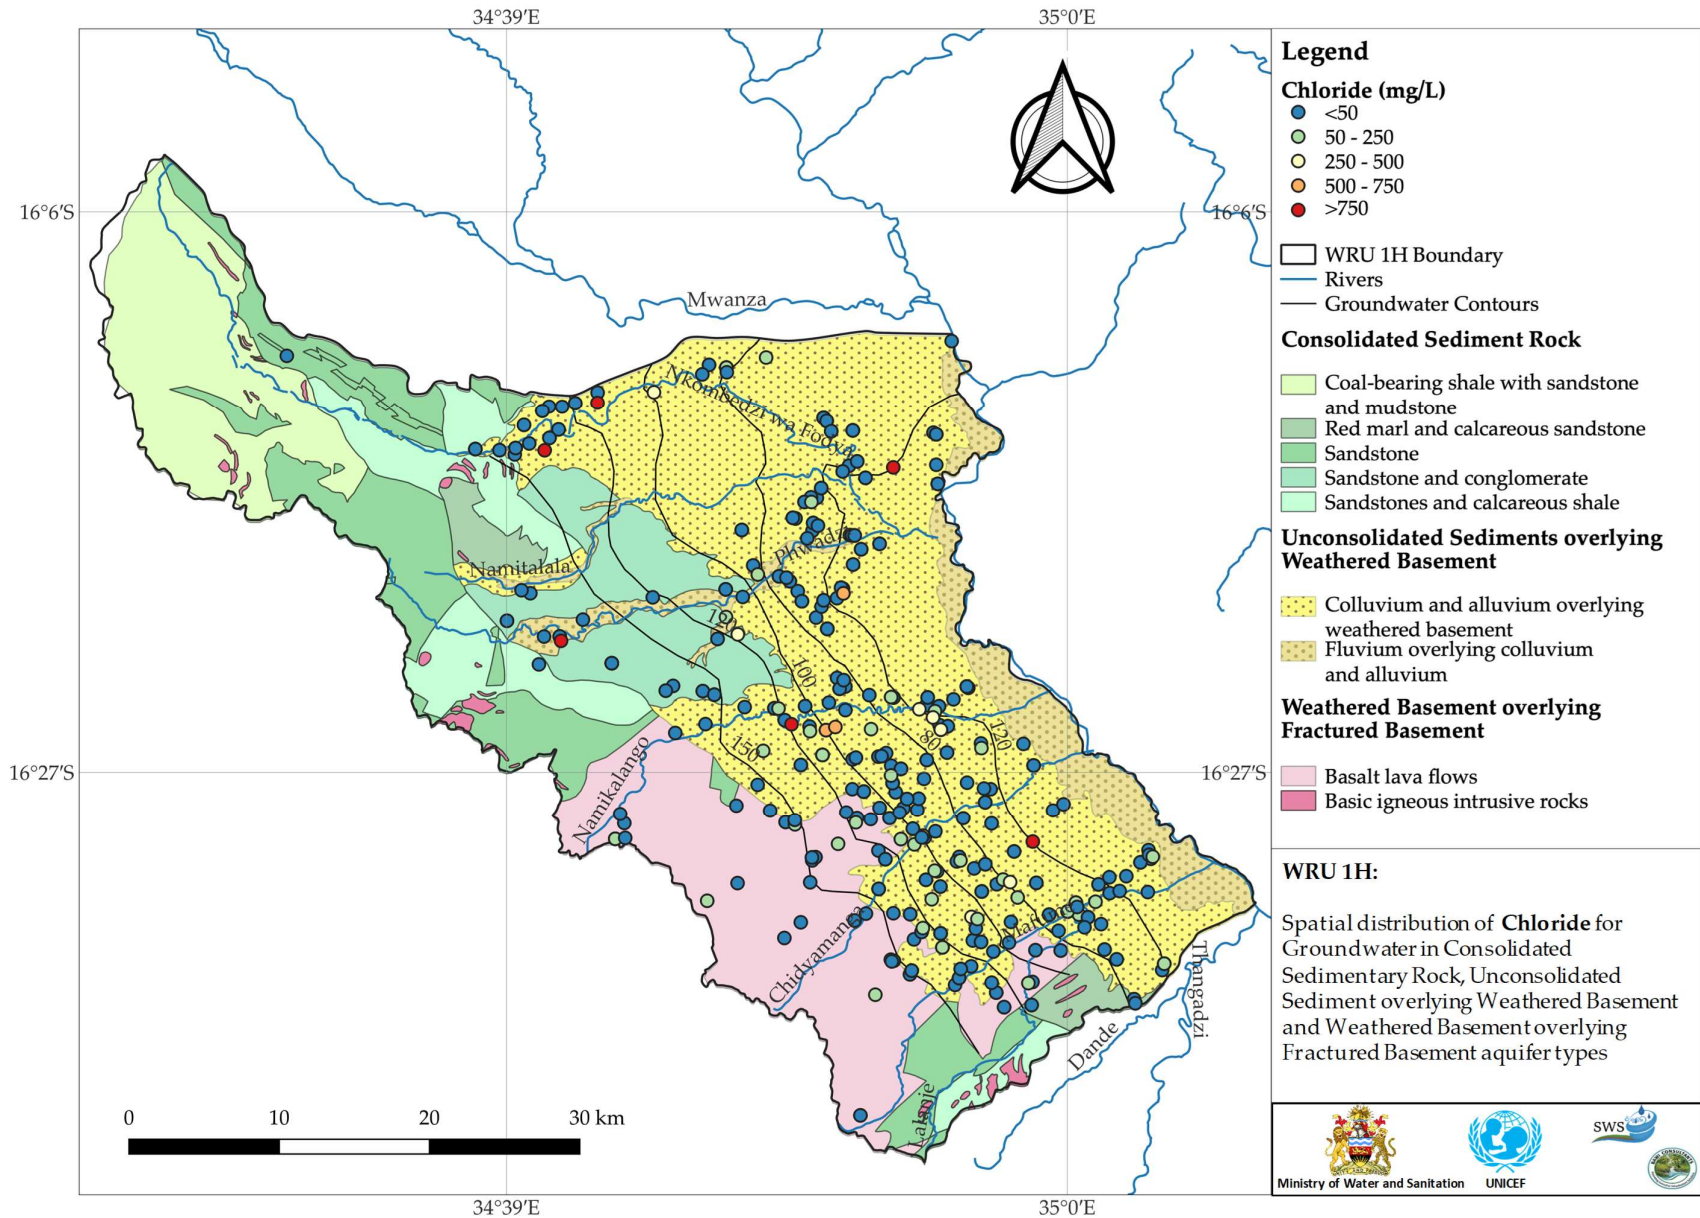 34°39'E
35°0'E
16°6'S
16°6'S
Mwanza
Nkombedzi wa Fodya
Phwadzi
Namitalala
120
100
150
80
120
16°27'S
16°27'S
Namikalango
Chidyamanga
Mafume
Thangadzi
Dande
Lalanje
0 10 20 30 km
34°39'E
35°0'E
Legend
Chloride (mg/L)
<50
50 - 250
250 - 500
500 - 750
>750
WRU 1H Boundary
Rivers
Groundwater Contours
Consolidated Sediment Rock
Coal-bearing shale with sandstone
and mudstone
Red marl and calcareous sandstone
Sandstone
Sandstone and conglomerate
Sandstones and calcareous shale
Unconsolidated Sediments overlying
Weathered Basement
Colluvium and alluvium overlying
weathered basement
Fluvium overlying colluvium
and alluvium
Weathered Basement overlying
Fractured Basement
Basalt lava flows
Basic igneous intrusive rocks
WRU 1H:
Spatial distribution of Chloride for
Groundwater in Consolidated
Sedimentary Rock, Unconsolidated
Sediment overlying Weathered Basement
and Weathered Basement overlying
Fractured Basement aquifer types
Ministry of Water and Sanitation
UNICEF
SWS